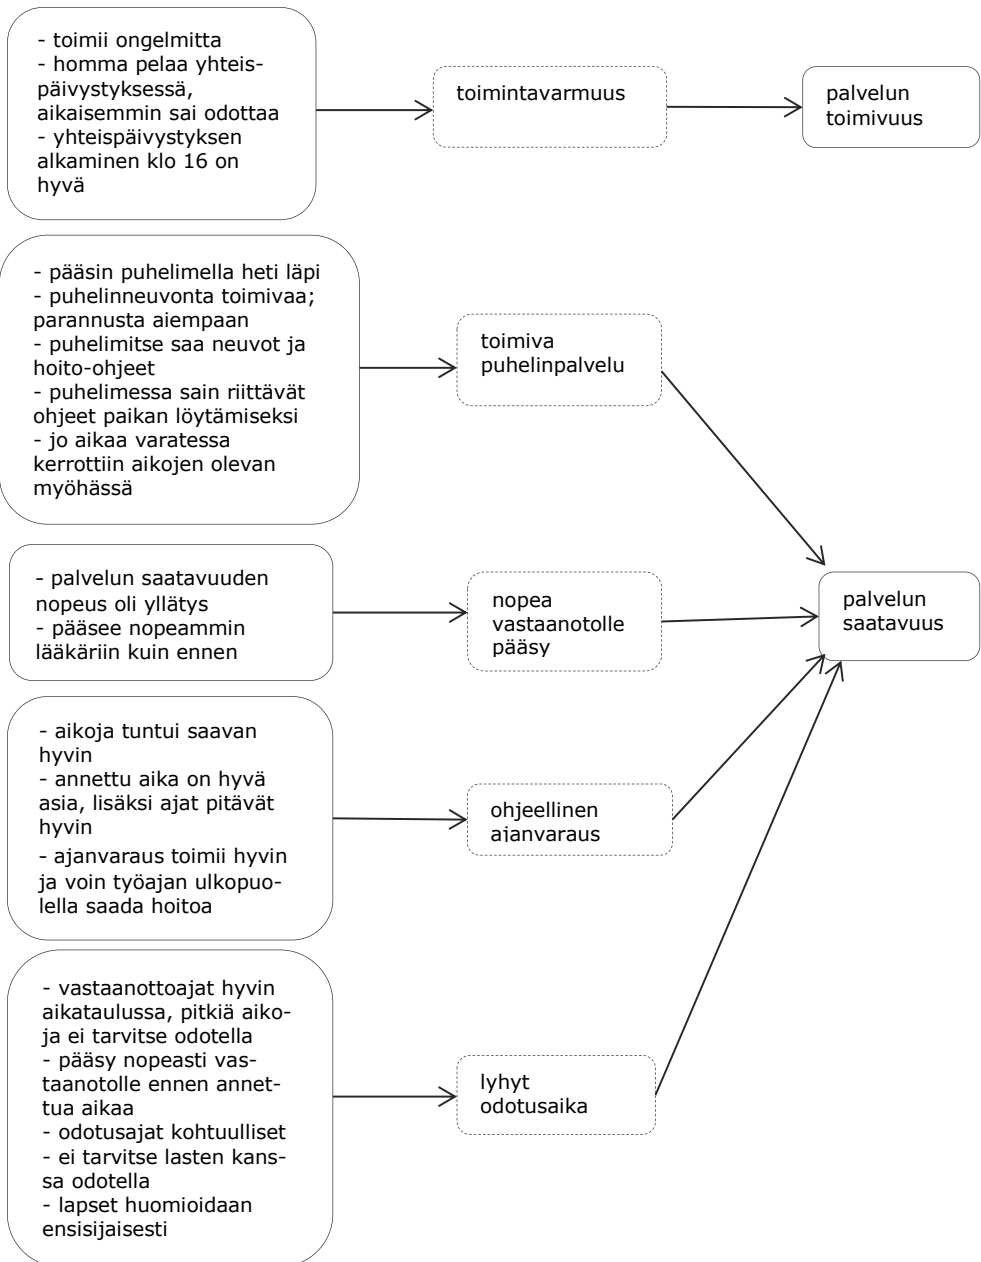 - toimii ongelmitta
- homma pelaa yhteis-
päivystyksessä,
aikaisemmin sai odottaa
- yhteispäivystyksen
alkaminen klo 16 on
hyvä
toimintavarmuus
palvelun
toimivuus
- pääsin puhelimella heti läpi
- puhelinneuvonta toimivaa;
parannusta aiempaan
- puhelimitse saa neuvot ja
hoito-ohjeet
- puhelimessa sain riittävät
ohjeet paikan löytämiseksi
- jo aikaa varatessa
kerrottiin aikojen olevan
myöhässä
toimiva
puhelinpalvelu
- palvelun saatavuuden
nopeus oli yllätys
- pääsee nopeammin
lääkäriin kuin ennen
nopea
vastaanotolle
pääsy
palvelun
saatavuus
- aikoja tuntui saavan
hyvin
- annettu aika on hyvä
asia, lisäksi ajat pitävät
hyvin
- ajanvaraus toimii hyvin
ja voin työajan ulkopuo-
lella saada hoitoa
ohjeellinen
ajanvaraus
- vastaanottoajat hyvin
aikataulussa, pitkiä aiko-
ja ei tarvitse odotella
- pääsy nopeasti vas-
taanotolle ennen annet-
tua aikaa
- odotusajat kohtuulliset
- ei tarvitse lasten kans-
sa odotella
- lapset huomioidaan
ensisijaisesti
lyhyt
odotusaika